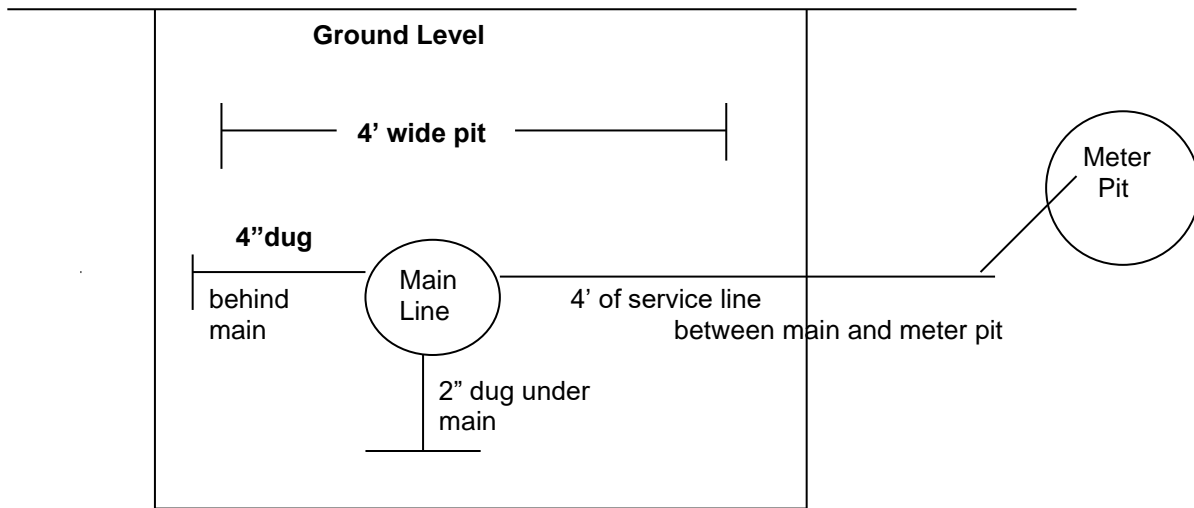 Ground Level
4’ wide pit
Meter
Pit
4”dug
behind
main
Main
Line
4’ of service line
between main and meter pit
2” dug under
main